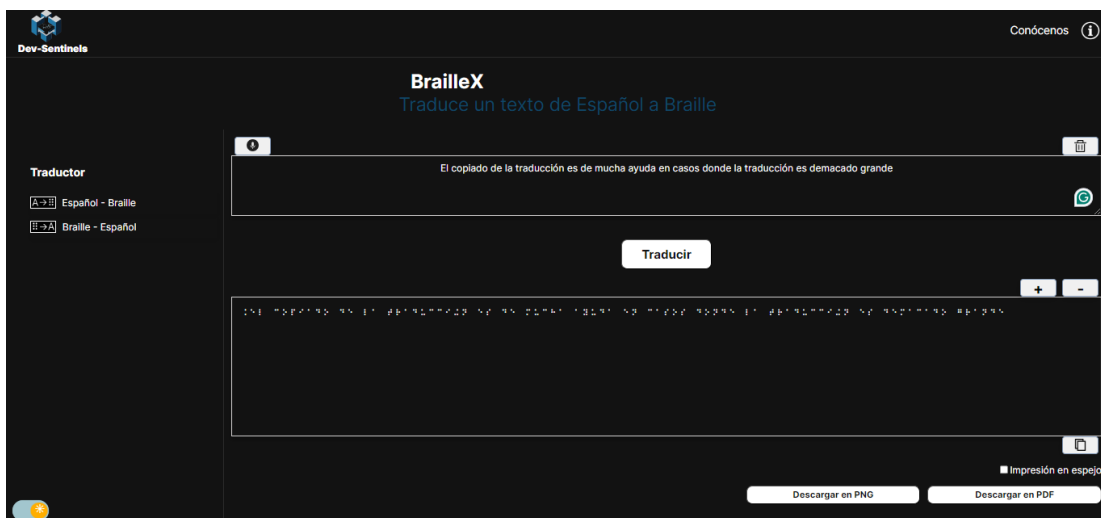 Dev-Sentinels
Conócenos
BrailleX
Traduce un texto de Español a Braille
Traductor
Español - Braille
Braille - Español
El copiado de la traducción es de mucha ayuda en casos donde la traducción es demacado grande
Traducir
+ -
⠨⠑⠇ ⠉⠕⠏⠊⠁⠙⠕ ⠙⠑ ⠇⠁ ⠞⠗⠁⠙⠥⠉⠉⠊⠬⠝ ⠑⠎ ⠙⠑ ⠍⠥⠉⠓⠁ ⠁⠽⠥⠙⠁ ⠑⠝ ⠉⠁⠎⠕⠎ ⠙⠕⠝⠙⠑ ⠇⠁ ⠞⠗⠁⠙⠥⠉⠉⠊⠬⠝ ⠑⠎ ⠙⠑⠍⠁⠉⠁⠙⠕ ⠛⠗⠁⠝⠙⠑
Impresión en espejo
Descargar en PNG Descargar en PDF